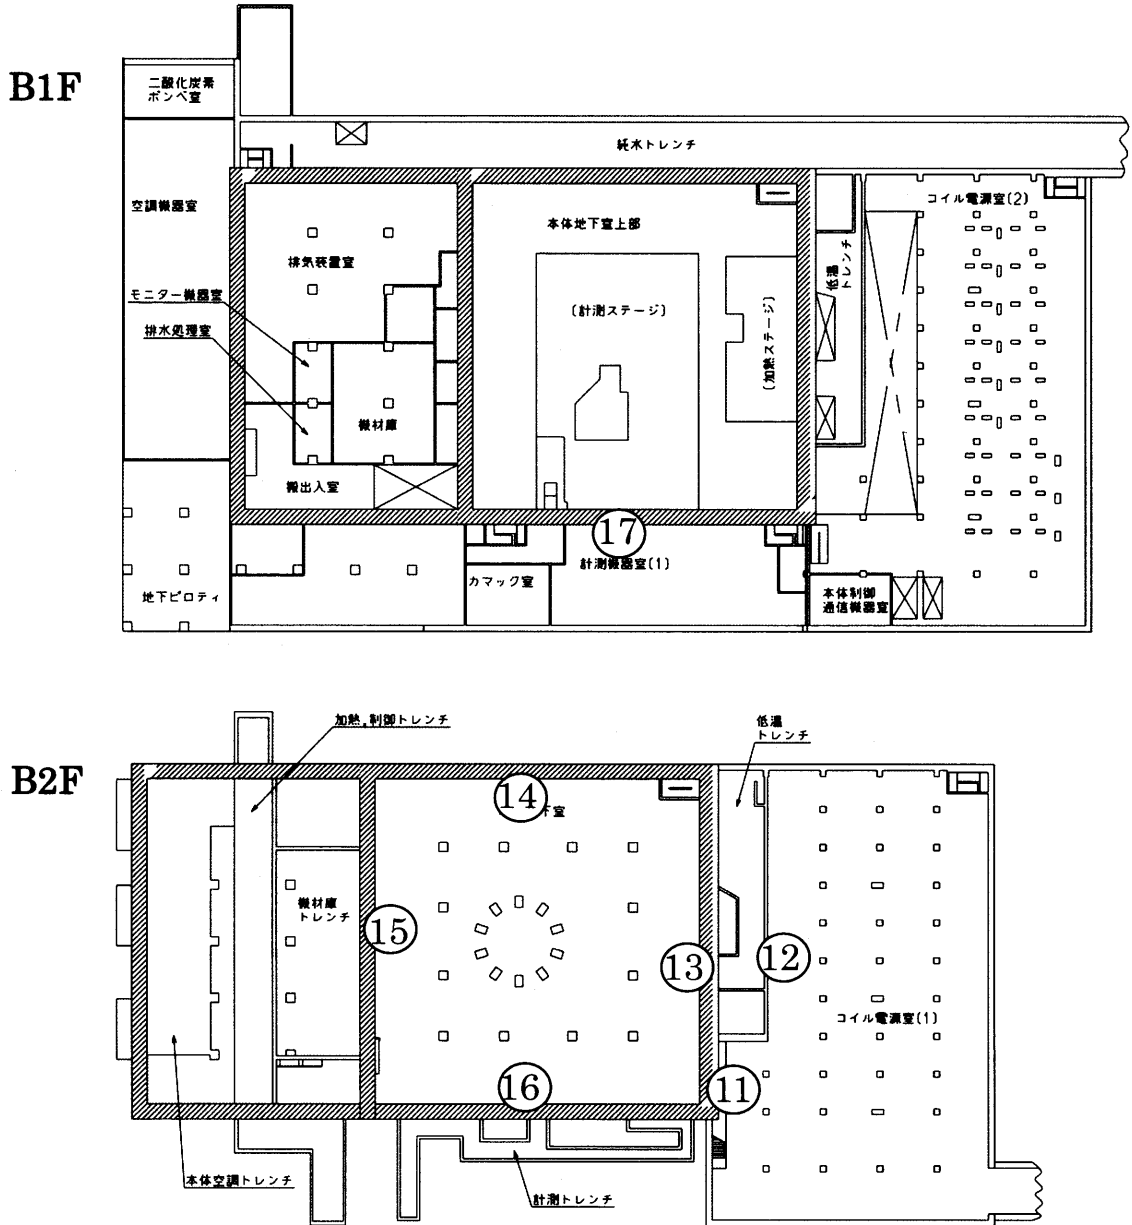 B1F
二酸化炭素
ボンベ室
純水トレンチ
空調機器室
コイル電源室(2)
本体地下室上部
排気装置室
低温
トレンチ
モニター機器室
(計測ステージ)
(加熱ステージ)
排水処理室
機材庫
搬出入室
17
計測機器室(1)
カマック室
地下ピロティ
本体制御
通信機器室
B2F
加熱,制御トレンチ
低温
トレンチ
14
下室
機材庫
トレンチ
15
13
12
コイル電源室(1)
16
11
本体空調トレンチ
計測トレンチ